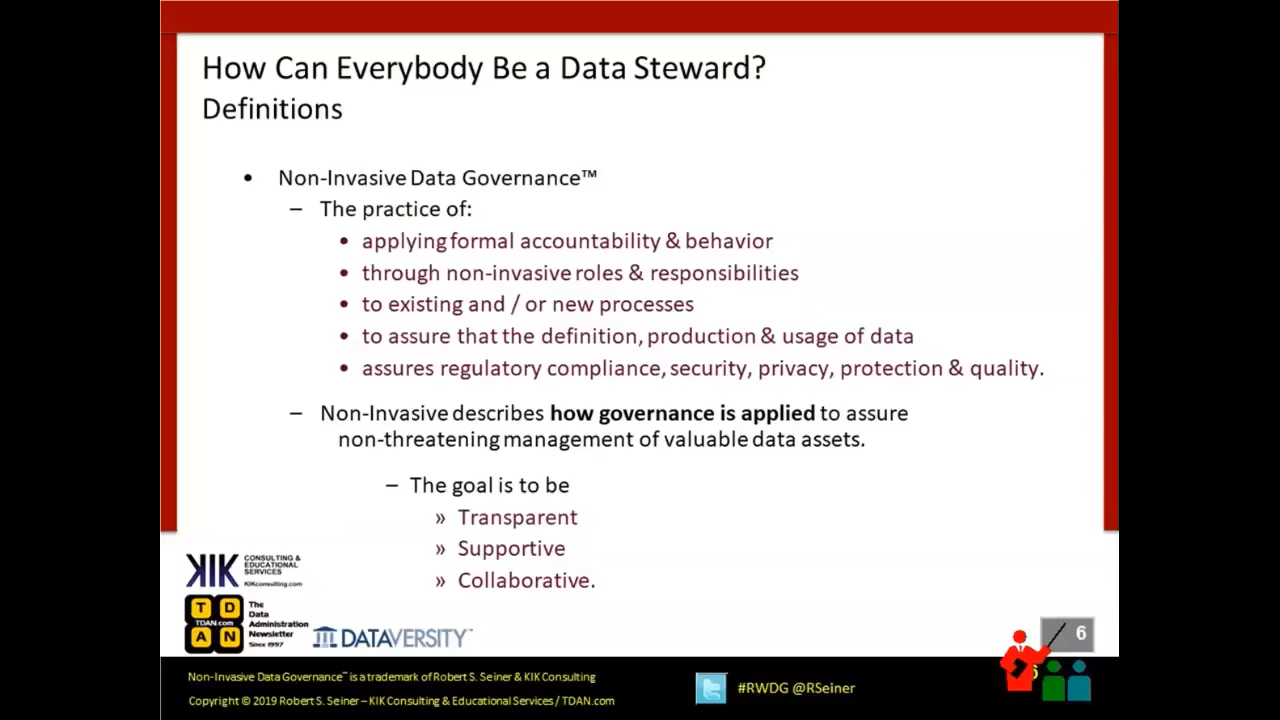 How Can Everybody Be a Data Steward?
Definitions
• Non-Invasive Data Governance™
– The practice of:
• applying formal accountability & behavior
• through non-invasive roles & responsibilities
• to existing and / or new processes
• to assure that the definition, production & usage of data
• assures regulatory compliance, security, privacy, protection & quality.
– Non-Invasive describes how governance is applied to assure
non-threatening management of valuable data assets.
– The goal is to be
» Transparent
» Supportive
» Collaborative.
KIK CONSULTING &
EDUCATIONAL
SERVICES
KIKconsulting.com
T D
TDAN.com
A N
The
Data
Administration
Newsletter
Since 1997
DATAVERSITY™
6
Non-Invasive Data Governance™ is a trademark of Robert S. Seiner & KIK Consulting
Copyright © 2019 Robert S. Seiner – KIK Consulting & Educational Services / TDAN.com
#RWDG @RSeiner